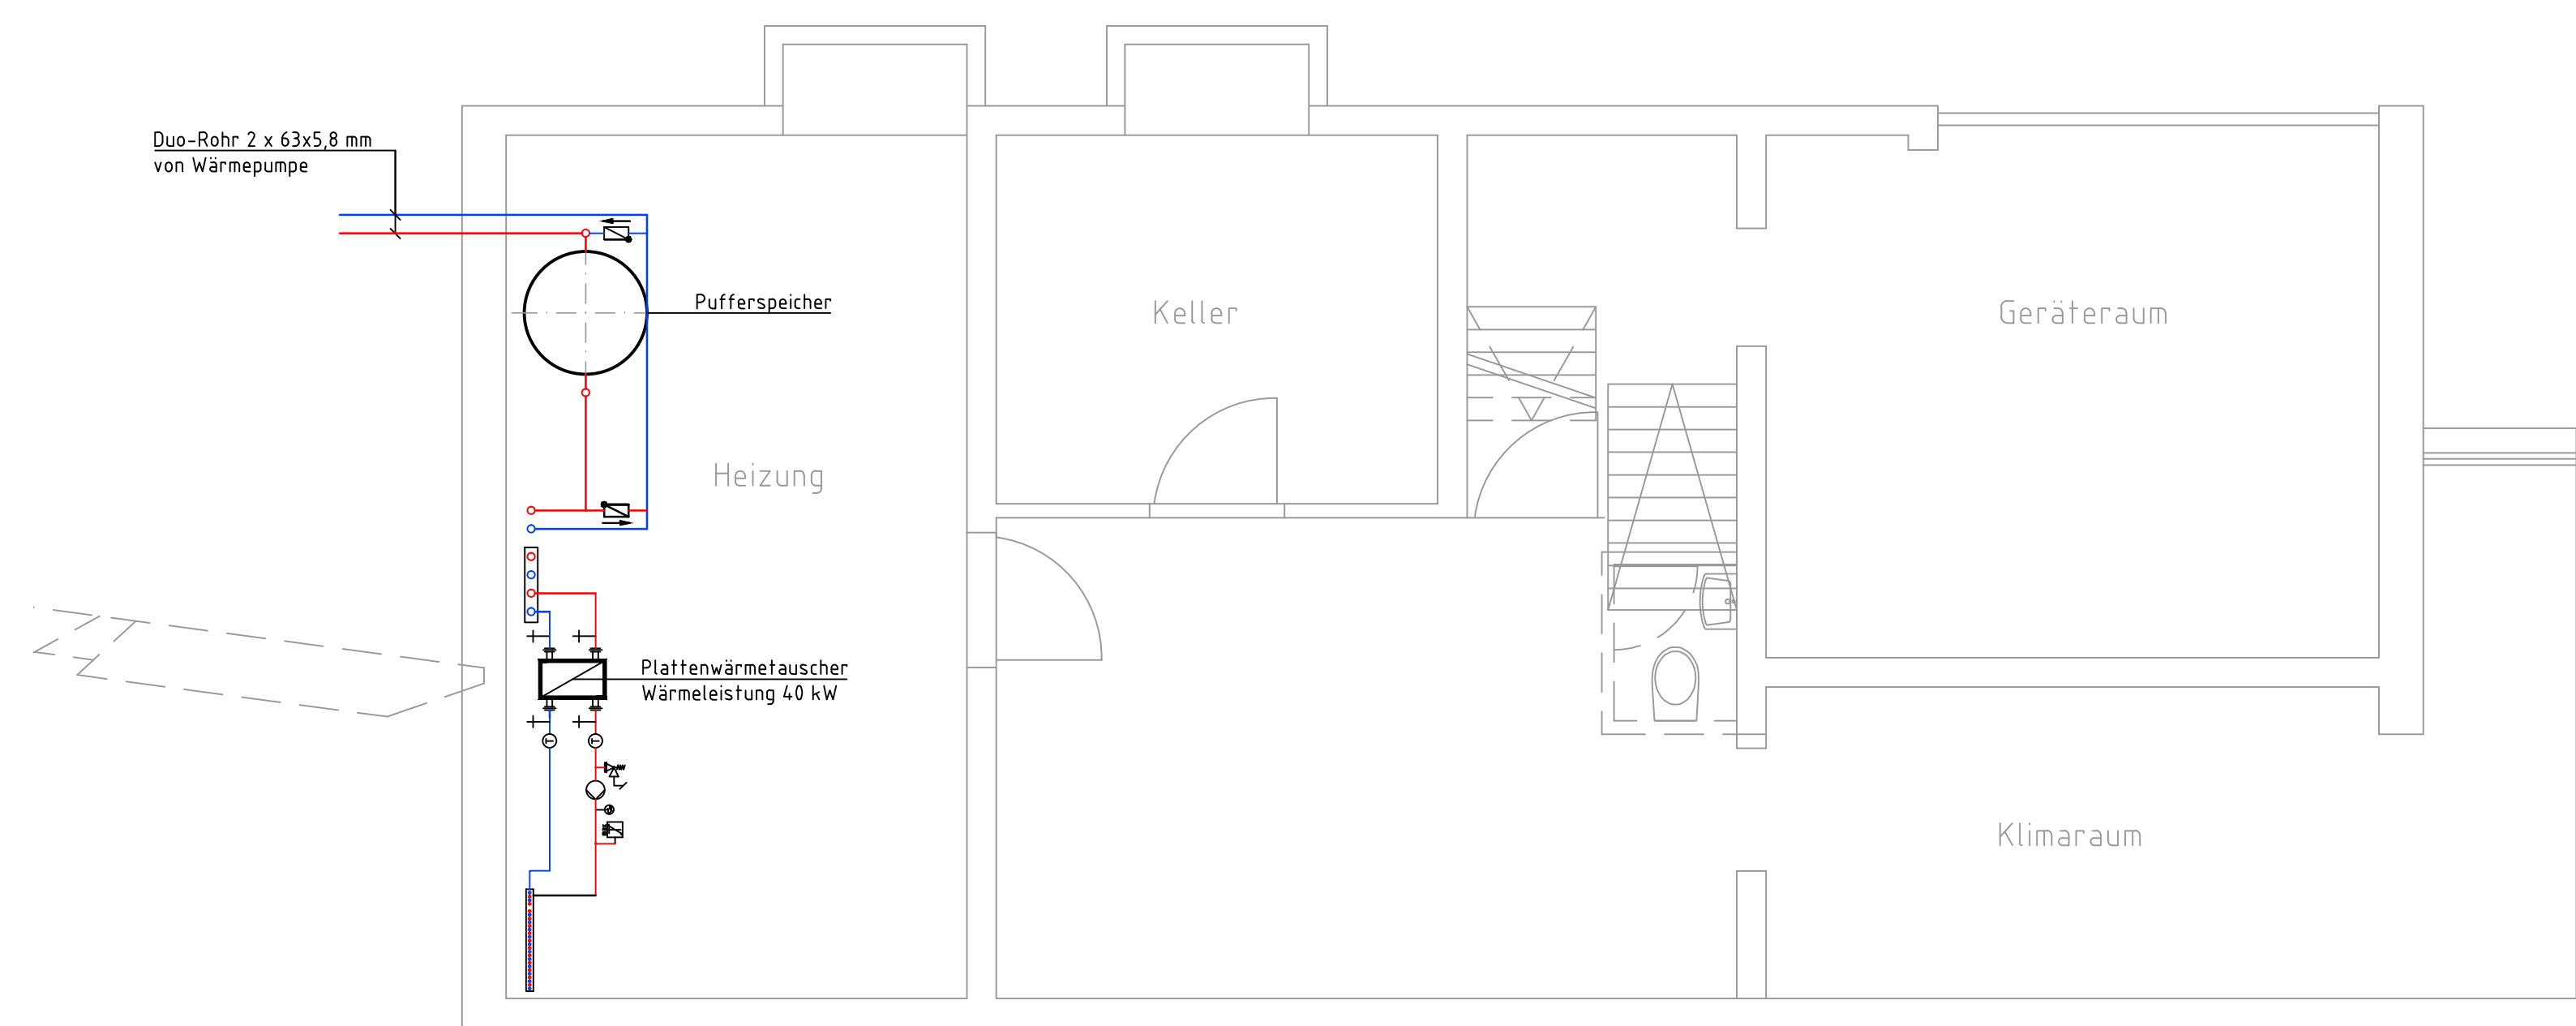 Duo-Rohr 2 x 63x5,8 mm
von Wärmepumpe
Pufferspeicher
Keller
Geräteraum
Heizung
Plattenwärmetauscher
Wärmeleistung 40 kW
Klimaraum